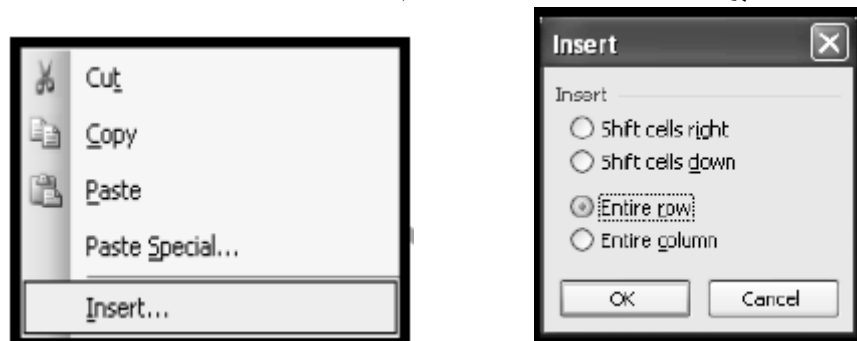 Cut
Copy
Paste
Paste Special...
Insert...
Insert
Insert
Shift cells right
Shift cells down
Entire row
Entire column
OK
Cancel